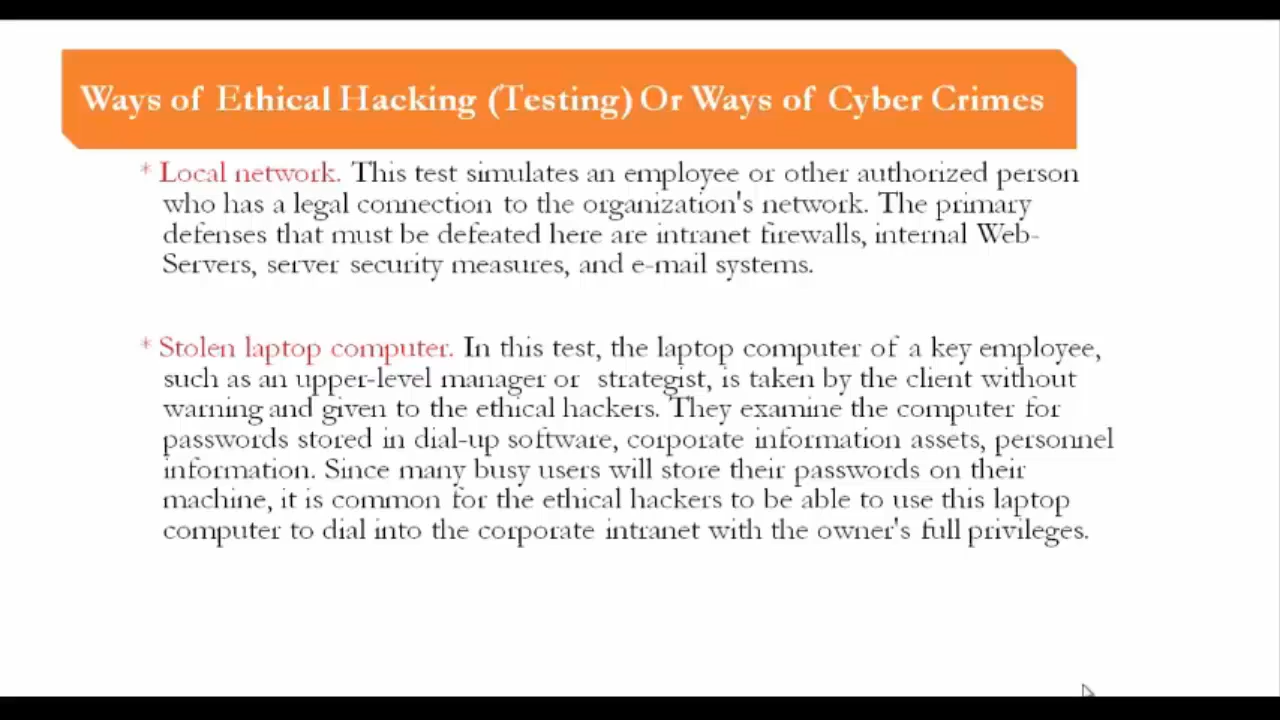 Ways of Ethical Hacking (Testing) Or Ways of Cyber Crimes
* Local network. This test simulates an employee or other authorized person
who has a legal connection to the organization's network. The primary
defenses that must be defeated here are intranet firewalls, internal Web-
Servers, server security measures, and e-mail systems.
* Stolen laptop computer. In this test, the laptop computer of a key employee,
such as an upper-level manager or strategist, is taken by the client without
warning and given to the ethical hackers. They examine the computer for
passwords stored in dial-up software, corporate information assets, personnel
information. Since many busy users will store their passwords on their
machine, it is common for the ethical hackers to be able to use this laptop
computer to dial into the corporate intranet with the owner's full privileges.